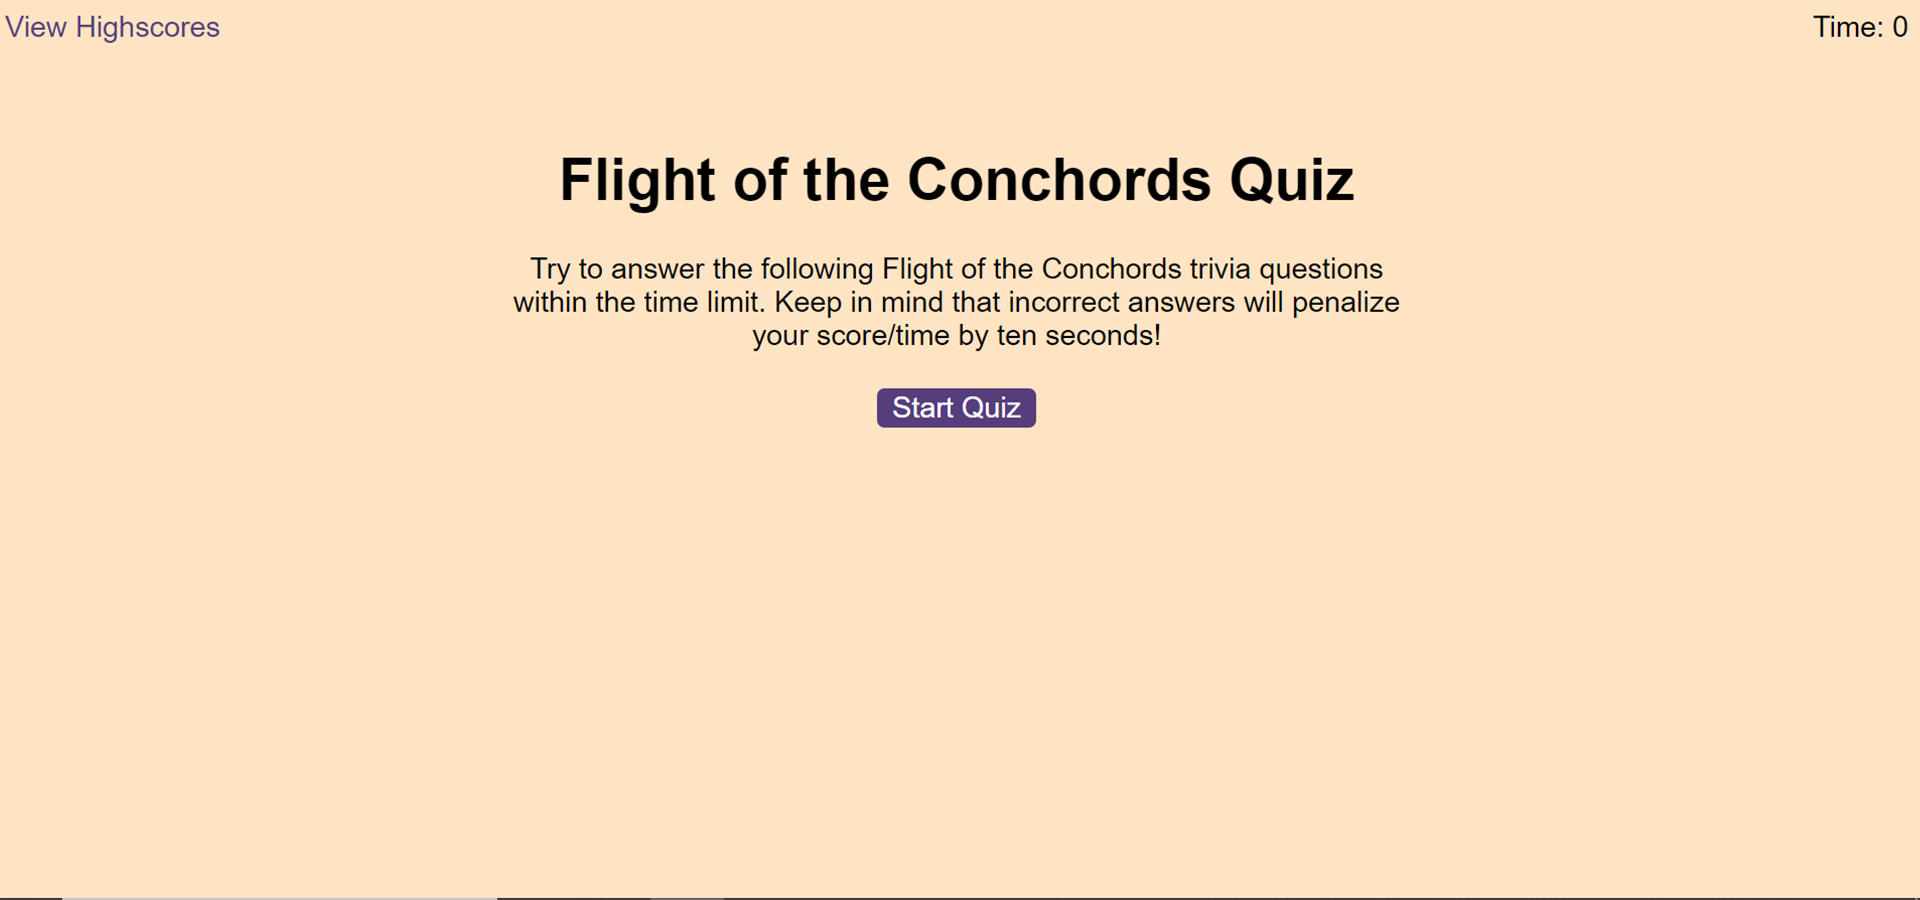 View Highscores
Time: 0
Flight of the Conchords Quiz
Try to answer the following Flight of the Conchords trivia questions
within the time limit. Keep in mind that incorrect answers will penalize
your score/time by ten seconds!
Start Quiz